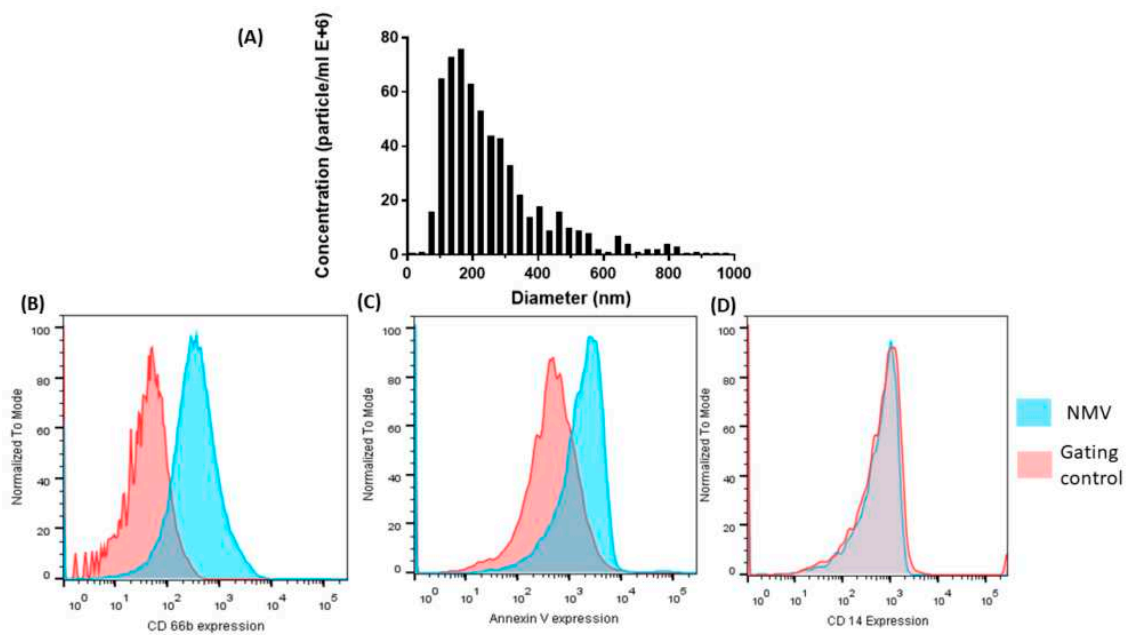 (A)
Concentration (particle/ml E+6)
80
60
40
20
0
0 200 400 600 800 1000
Diameter (nm)
(B)
Normalized To Mode
100
80
60
40
20
0
10^0 10^1 10^2 10^3 10^4 10^5
CD 66b expression
(C)
Normalized To Mode
100
80
60
40
20
0
10^0 10^1 10^2 10^3 10^4 10^5
Annexin V expression
(D)
Normalized To Mode
100
80
60
40
20
0
10^0 10^1 10^2 10^3 10^4 10^5
CD 14 Expression
NMV
Gating
control